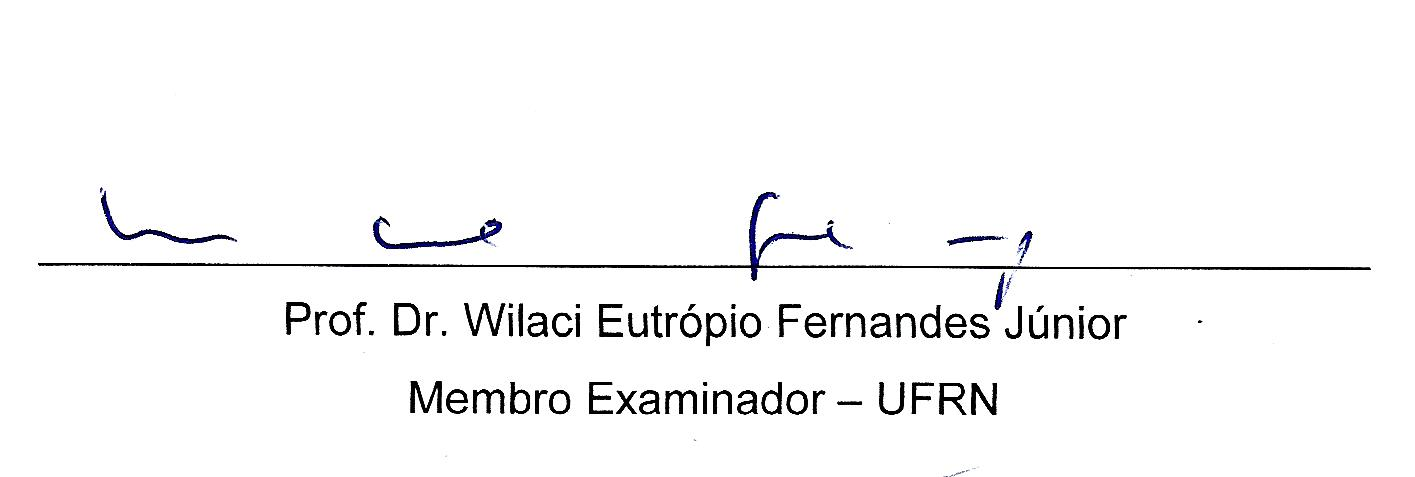 Prof. Dr. Wilaci Eutrópio Fernandes Júnior
Membro Examinador – UFRN